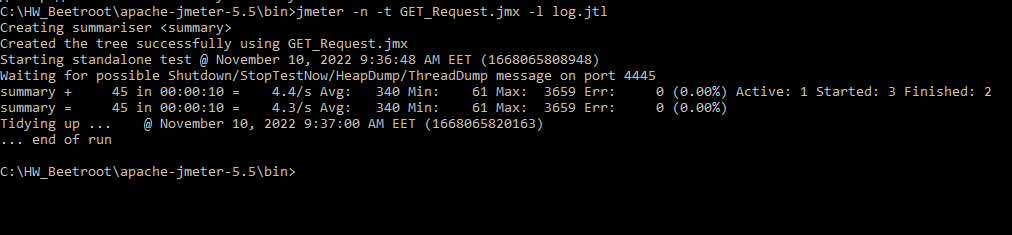 C:\HW_Beetroot\apache-jmeter-5.5\bin>jmeter -n -t GET_Request.jmx -l log.jtl
Creating summariser <summary>
Created the tree successfully using GET_Request.jmx
Starting standalone test @ November 10, 2022 9:36:48 AM EET (1668065808948)
Waiting for possible Shutdown/StopTestNow/HeapDump/ThreadDump message on port 4445
summary +     45 in 00:00:10 =    4.4/s Avg:   340 Min:    61 Max:  3659 Err:     0 (0.00%) Active: 1 Started: 3 Finished: 2
summary =     45 in 00:00:10 =    4.3/s Avg:   340 Min:    61 Max:  3659 Err:     0 (0.00%)
Tidying up ...    @ November 10, 2022 9:37:00 AM EET (1668065820163)
... end of run
C:\HW_Beetroot\apache-jmeter-5.5\bin>